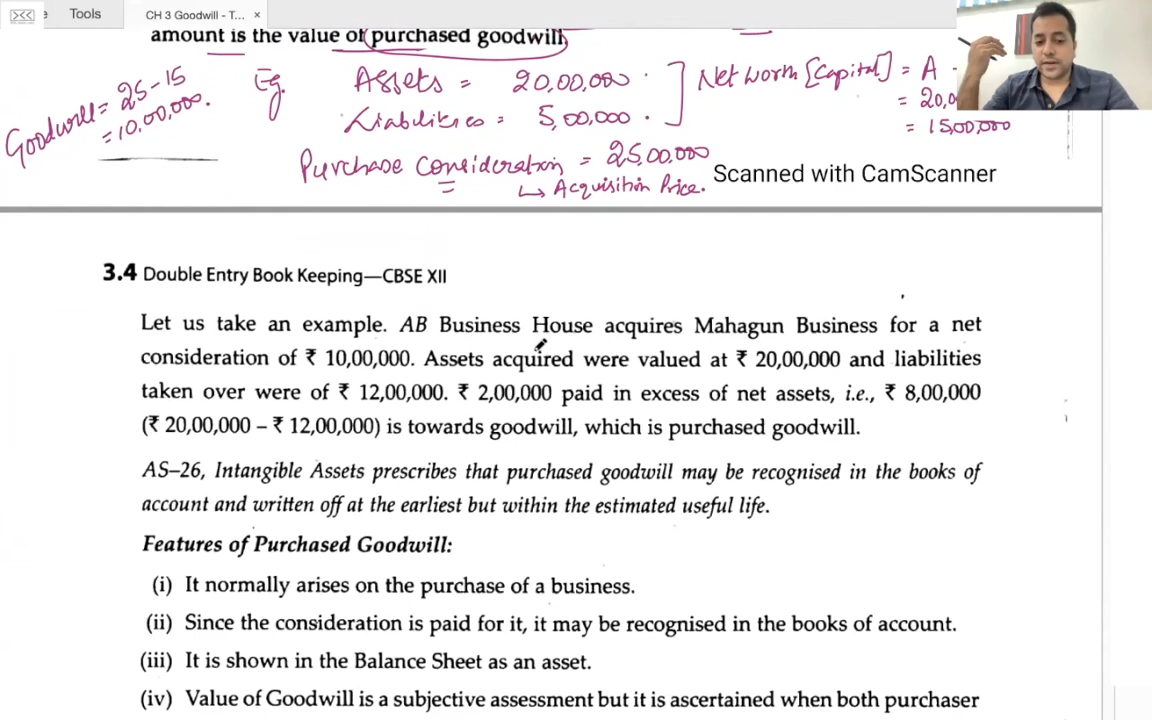 Tools
CH 3 Goodwill - T... ×
amount is the value of purchased goodwill
Goodwill = 25-15
= 10,00,000.
Eg.
Assets = 20,00,000
Liabilities = 5,00,000
Net worth [Capital] = A
= 20,0
= 15,00,000
Purchase Consideration = 25,00,000
↳ Acquisition Price.
Scanned with CamScanner
3.4 Double Entry Book Keeping—CBSE XII
Let us take an example. AB Business House acquires Mahagun Business for a net
consideration of ₹ 10,00,000. Assets acquired were valued at ₹ 20,00,000 and liabilities
taken over were of ₹ 12,00,000. ₹ 2,00,000 paid in excess of net assets, i.e., ₹ 8,00,000
(₹ 20,00,000 – ₹ 12,00,000) is towards goodwill, which is purchased goodwill.
AS–26, Intangible Assets prescribes that purchased goodwill may be recognised in the books of
account and written off at the earliest but within the estimated useful life.
Features of Purchased Goodwill:
(i) It normally arises on the purchase of a business.
(ii) Since the consideration is paid for it, it may be recognised in the books of account.
(iii) It is shown in the Balance Sheet as an asset.
(iv) Value of Goodwill is a subjective assessment but it is ascertained when both purchaser